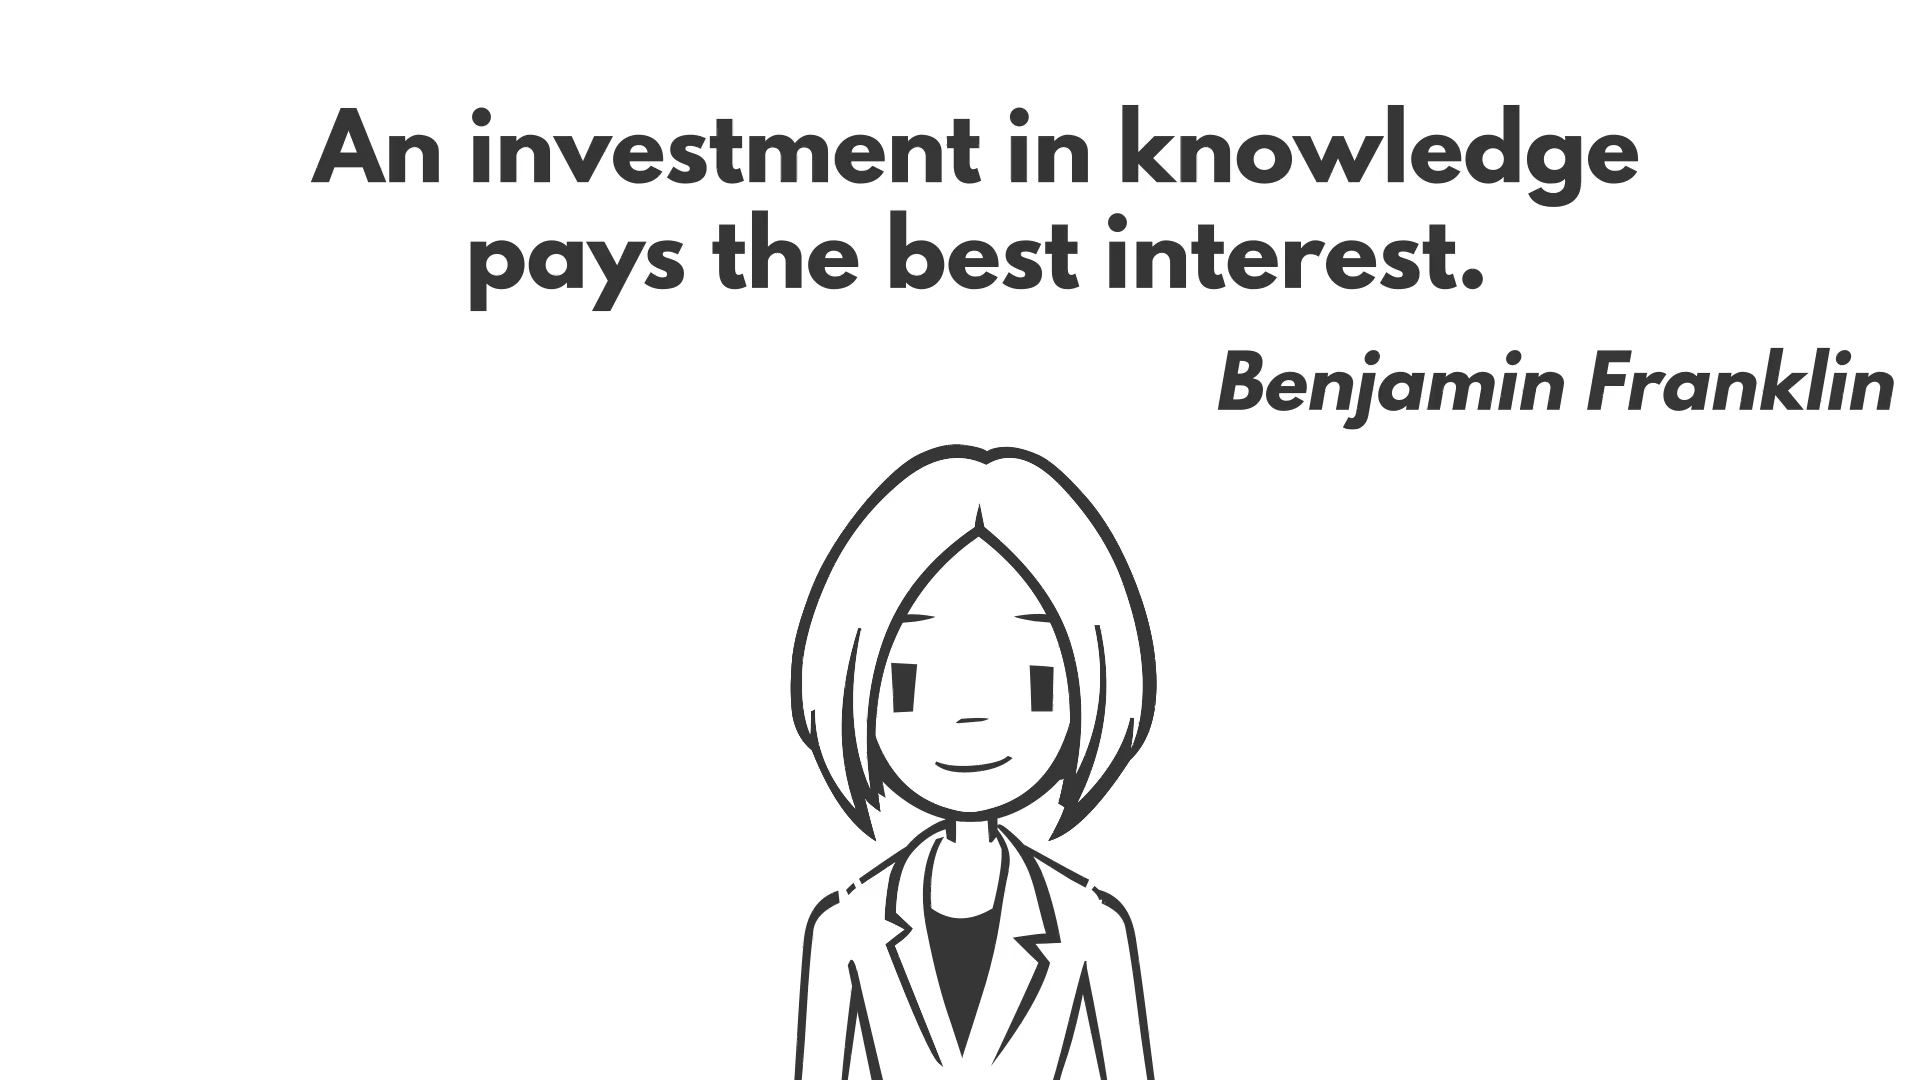 An investment in knowledge
pays the best interest.
Benjamin Franklin